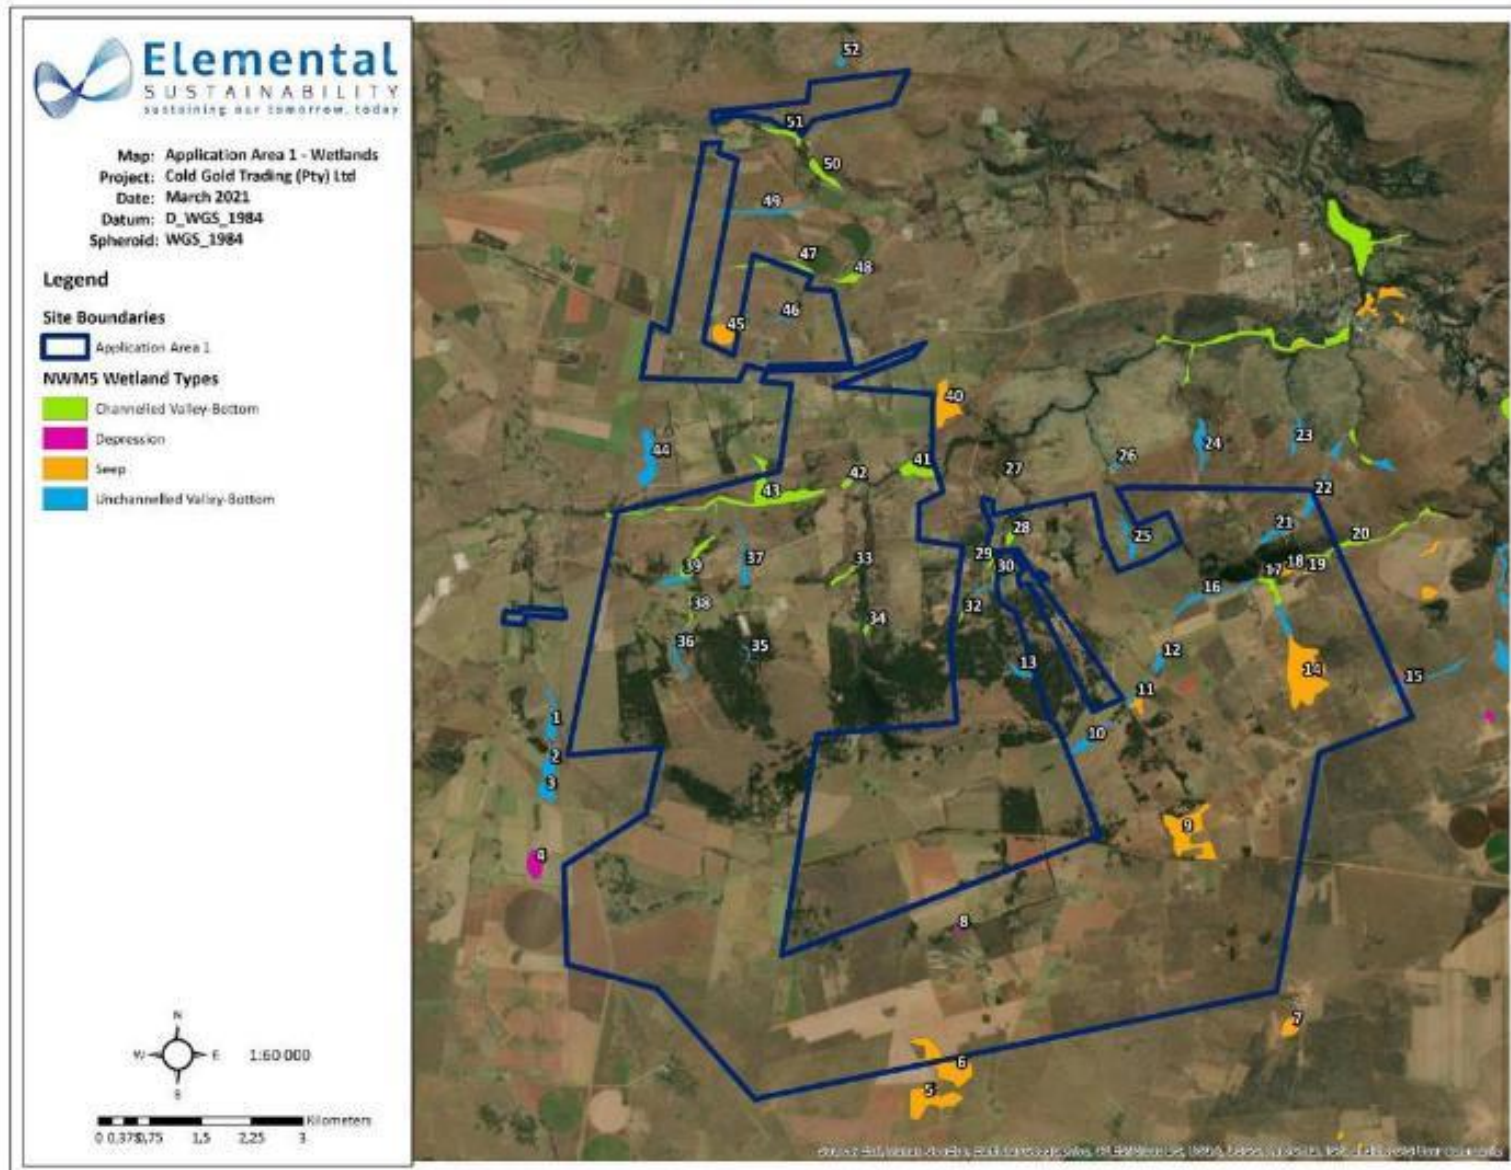 Elemental
SUSTAINABILITY
sustaining our tomorrow, today
Map: Application Area 1 - Wetlands
Project: Cold Gold Trading (Pty) Ltd
Date: March 2021
Datum: D_WGS_1984
Spheroid: WGS_1984
Legend
Site Boundaries
Application Area 1
NWM5 Wetland Types
Channelled Valley-Bottom
Depression
Seep
Unchannelled Valley-Bottom
N
W E 1:60 000
S
Kilometers
0 0,375 0,75 1,5 2,25 3
52
51
50
49
47
48
46
45
40
44
41
42
43
27
26
24
23
22
28
25
21
20
39
37
33
29
30
18
19
17
16
38
32
34
36
35
13
12
14
15
11
1
10
2
3
9
4
8
7
6
5